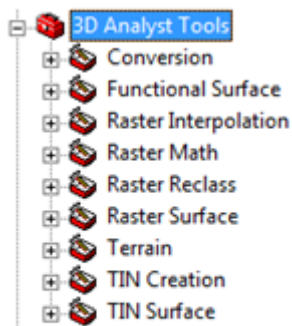 3D Analyst Tools
Conversion
Functional Surface
Raster Interpolation
Raster Math
Raster Reclass
Raster Surface
Terrain
TIN Creation
TIN Surface